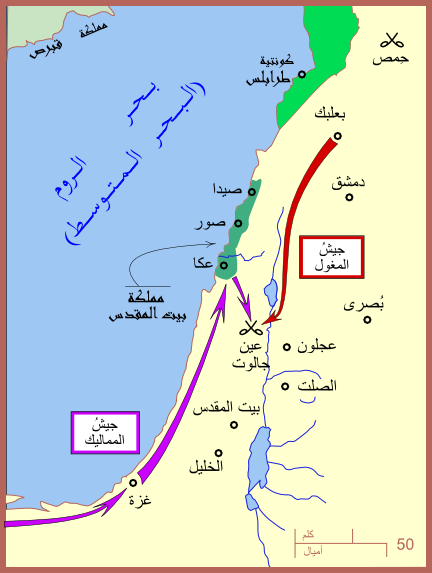 مملكة
قبرص
كونتية
طرابلس
حمص
بحر الروم
(البحر المتوسط)
بعلبك
دمشق
صيدا
صور
عكا
جيشُ
المغول
مملكة
بيت المقدس
بُصرى
عين
جالوت
عجلون
الصلت
بيت المقدس
جيشُ
المماليك
الخليل
غزة
كلم
أميال
50